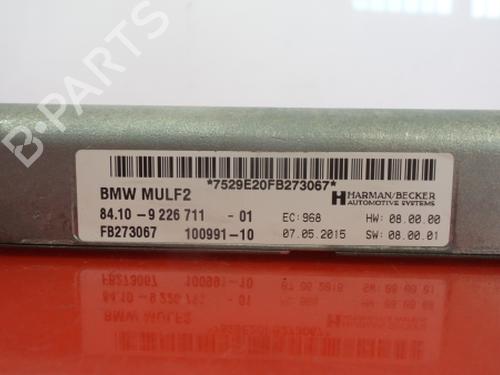 B-PARTS
*7529E20FB273067*
BMW MULF2
HARMAN/BECKER
AUTOMOTIVE SYSTEMS
84.10-9 226 711 -01 EC: 968 HW: 08.00.00
FB273067 100991-10 07.05.2015 SW: 08.00.01